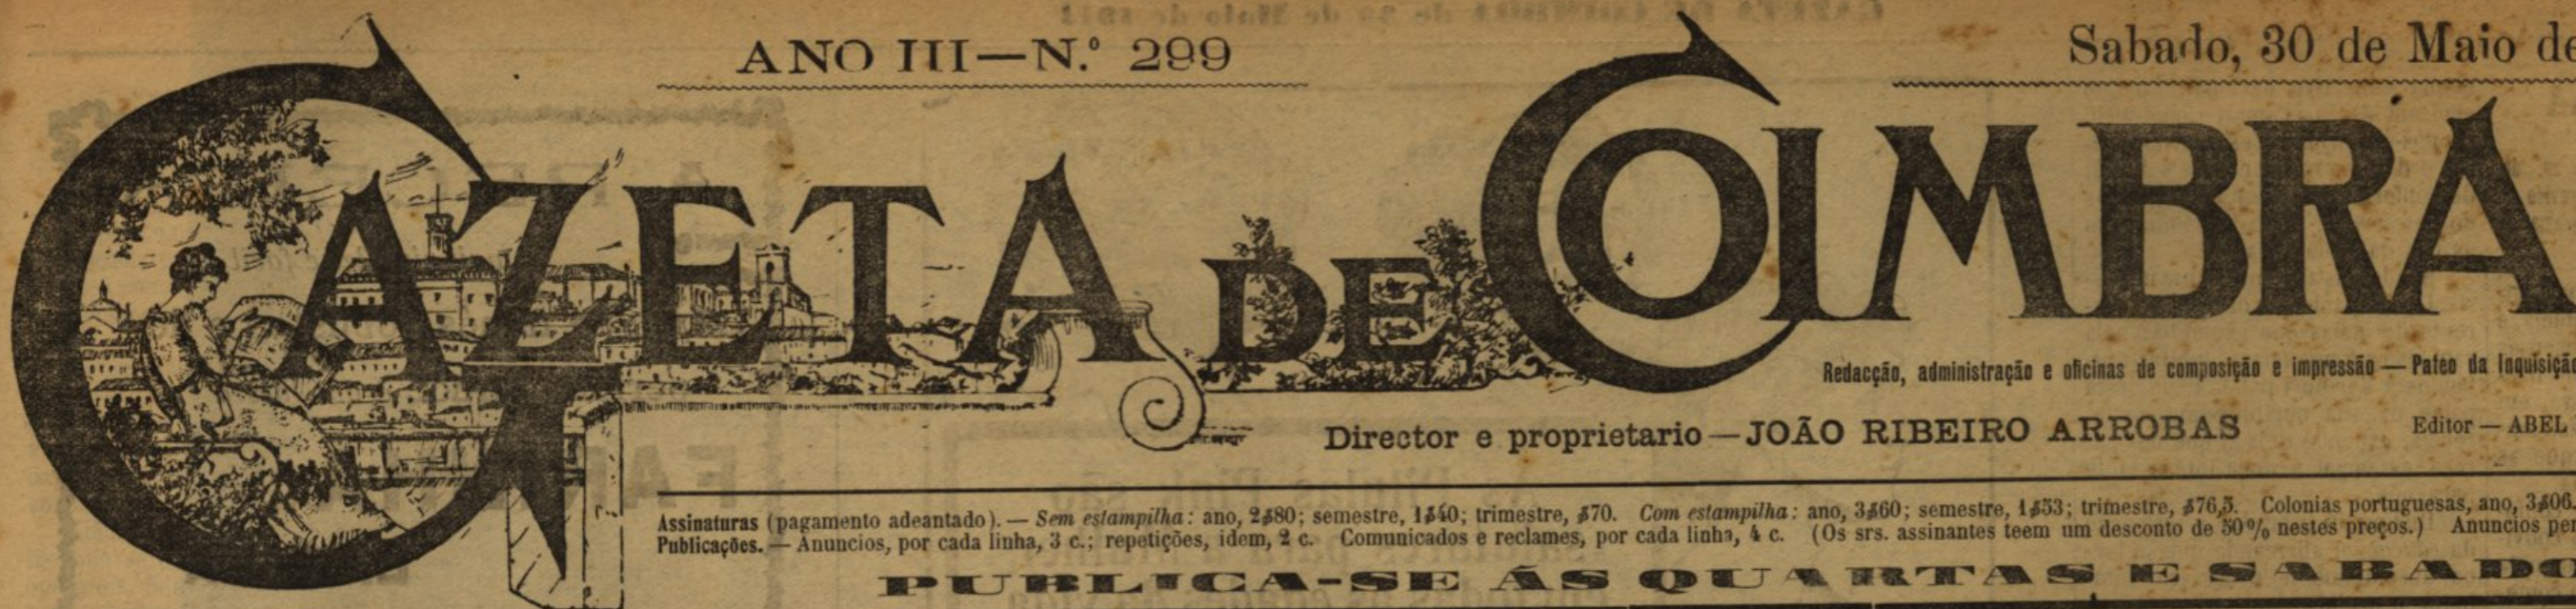 ANO III—N.º 299
Sabado, 30 de Maio de
GAZETA DE COIMBRA
Redacção, administração e oficinas de composição e impressão — Pateo da Inquisição
Director e proprietario—JOÃO RIBEIRO ARROBAS
Editor — ABEL
Assinaturas (pagamento adeantado). — Sem estampilha: ano, 2$80; semestre, 1$40; trimestre, $70. Com estampilha: ano, 3$60; semestre, 1$53; trimestre, $76,5. Colonias portuguesas, ano, 3$06.
Publicações. — Anuncios, por cada linha, 3 c.; repetições, idem, 2 c. Comunicados e reclames, por cada linha, 4 c. (Os srs. assinantes teem um desconto de 50 % nestes preços.) Anuncios per
PUBLICA-SE ÁS QUARTAS E SABADO